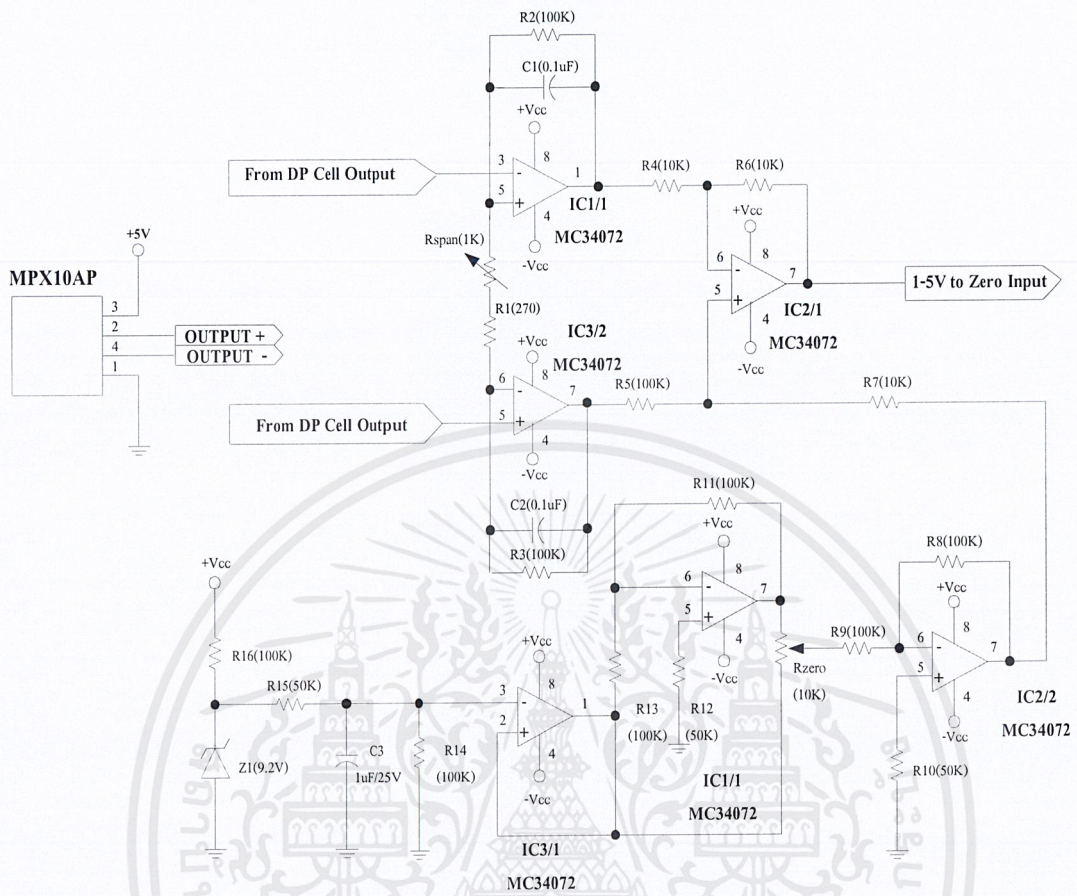 R2(100K)
C1(0.1uF)
+Vcc
3
8
-
1
From DP Cell Output
5
+
4
IC1/1
MC34072
-Vcc
R4(10K)
R6(10K)
+Vcc
6
8
-
7
5
+
4
IC2/1
MC34072
-Vcc
1-5V to Zero Input
Rspan(1K)
R1(270)
+5V
MPX10AP
3
2
OUTPUT +
4
OUTPUT -
1
IC3/2
MC34072
+Vcc
6
8
-
7
5
+
4
-Vcc
From DP Cell Output
R5(100K)
R7(10K)
C2(0.1uF)
R3(100K)
R11(100K)
+Vcc
6
8
-
7
5
+
4
-Vcc
R13
(100K)
R12
(50K)
IC1/1
MC34072
Rzero
(10K)
R9(100K)
R8(100K)
+Vcc
6
8
-
7
5
+
4
-Vcc
IC2/2
MC34072
R10(50K)
+Vcc
R16(100K)
R15(50K)
Z1(9.2V)
C3
1uF/25V
R14
(100K)
+Vcc
3
8
-
1
2
+
4
-Vcc
IC3/1
MC34072